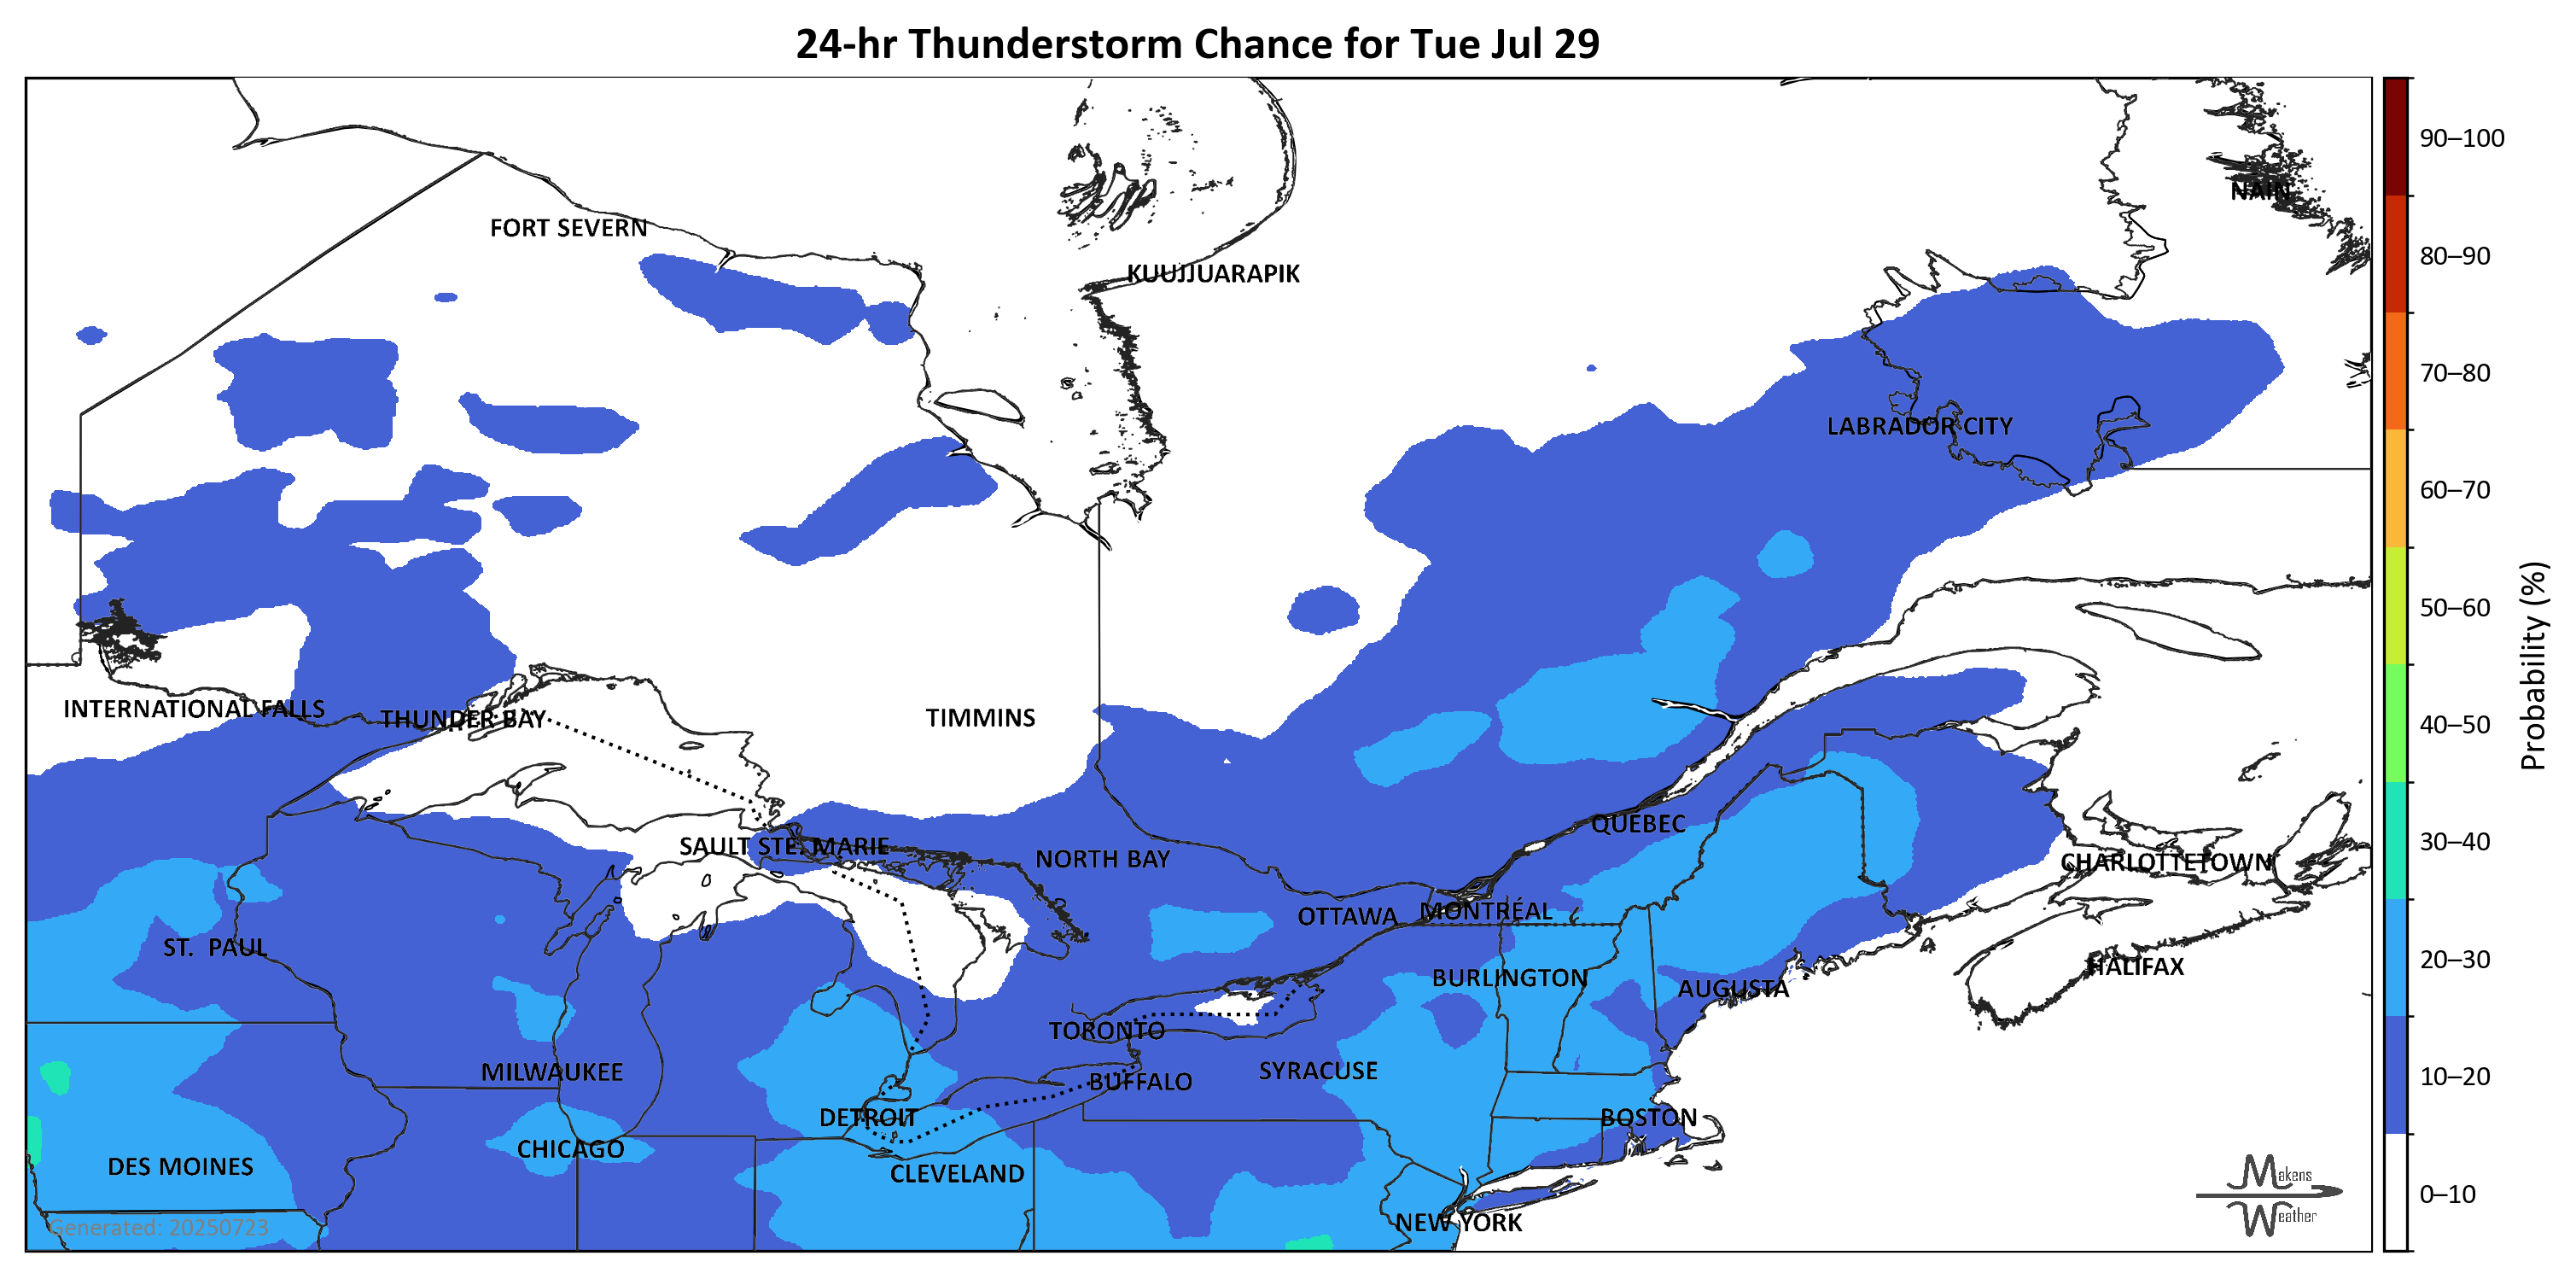 24-hr Thunderstorm Chance for Tue Jul 29
90–100
NAIN
FORT SEVERN
80–90
KUUJJUARAPIK
70–80
LABRADOR CITY
60–70
50–60
Probability (%)
INTERNATIONAL FALLS
THUNDER BAY
TIMMINS
40–50
QUEBEC
30–40
SAULT STE. MARIE
NORTH BAY
CHARLOTTETOWN
OTTAWA
MONTRÉAL
ST. PAUL
20–30
HALIFAX
BURLINGTON
AUGUSTA
TORONTO
MILWAUKEE
SYRACUSE
BUFFALO
10–20
DETROIT
BOSTON
CHICAGO
DES MOINES
CLEVELAND
Makens
Weather
0–10
NEW YORK
Generated: 20250723